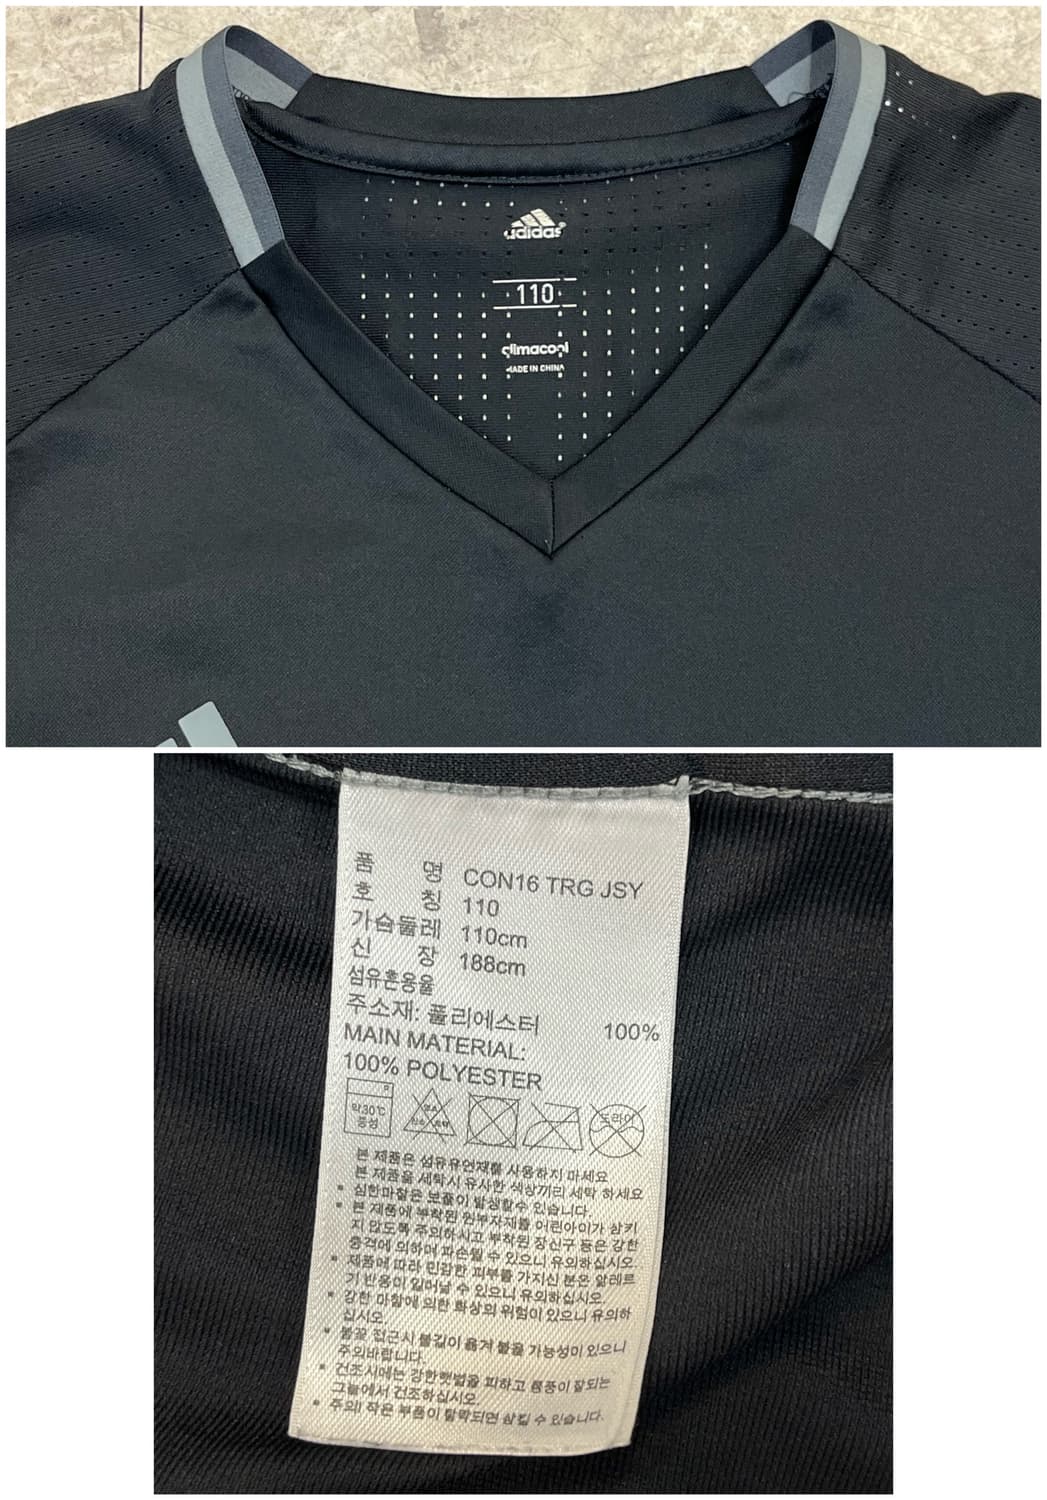 adidas
110
climacool
MADE IN CHINA
품 명 CON16 TRG JSY
호 칭 110
가슴둘레 110cm
신 장 188cm
섬유혼용율
주소재: 폴리에스터 100%
MAIN MATERIAL:
100% POLYESTER
약30℃
중성
염소
산소 표백
드라이
본 제품은 섬유유연제를 사용하지 마세요
본 제품을 세탁시 유사한 색상끼리 세탁 하세요
* 심한마찰은 보풀이 발생할수 있습니다.
* 본 제품에 부착된 원부자재를 어린아이가 삼키
지 않도록 주의하시고 부착된 장신구 등은 강한
충격에 의하여 파손될 수 있으니 유의하십시오.
* 제품에 따라 민감한 피부를 가지신 분은 알레르
기 반응이 일어날 수 있으니 유의하십시오.
* 강한 마찰에 의한 화상의 위험이 있으니 유의하
십시오.
* 불꽃 접근시 불길이 옮겨 붙을 가능성이 있으니
주의바랍니다.
* 건조시에는 강한햇볕을 피하고 통풍이 잘되는
그늘에서 건조하십시오.
* 주의! 작은 부품이 탈락되면 삼킬 수 있습니다.